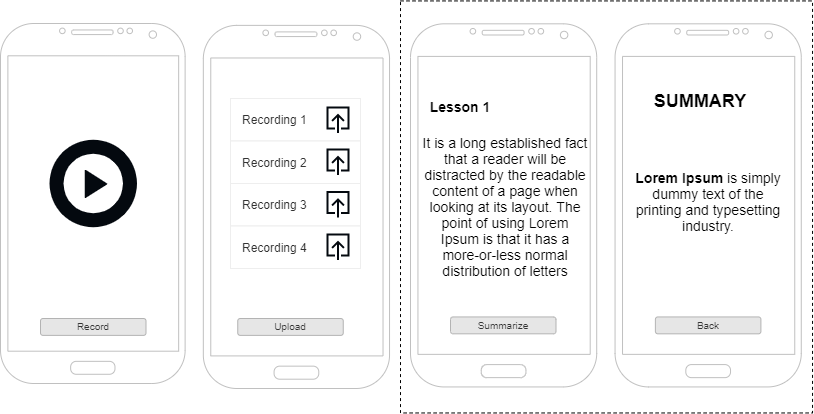 Record
Recording 1
Recording 2
Recording 3
Recording 4
Upload
Lesson 1
It is a long established fact
that a reader will be
distracted by the readable
content of a page when
looking at its layout. The
point of using Lorem
Ipsum is that it has a
more-or-less normal
distribution of letters
Summarize
SUMMARY
Lorem Ipsum is simply
dummy text of the
printing and typesetting
industry.
Back